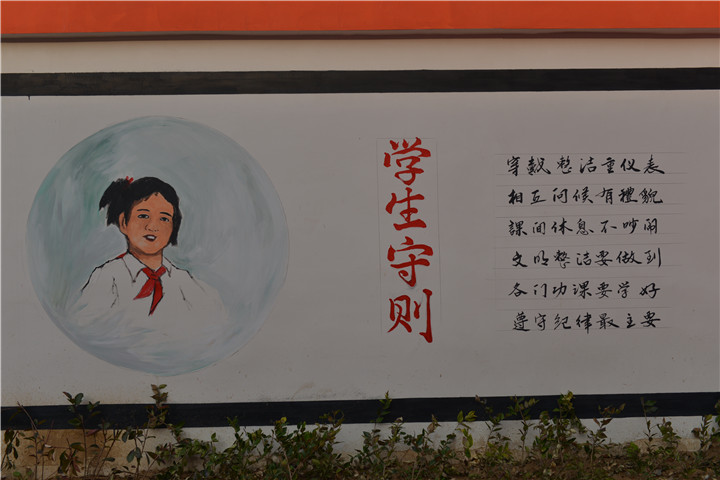 学生守则
穿戴整洁重仪表
相互问候有禮貌
課间休息不吵闹
文明整洁要做到
各门功课要学好
遵守纪律最主要